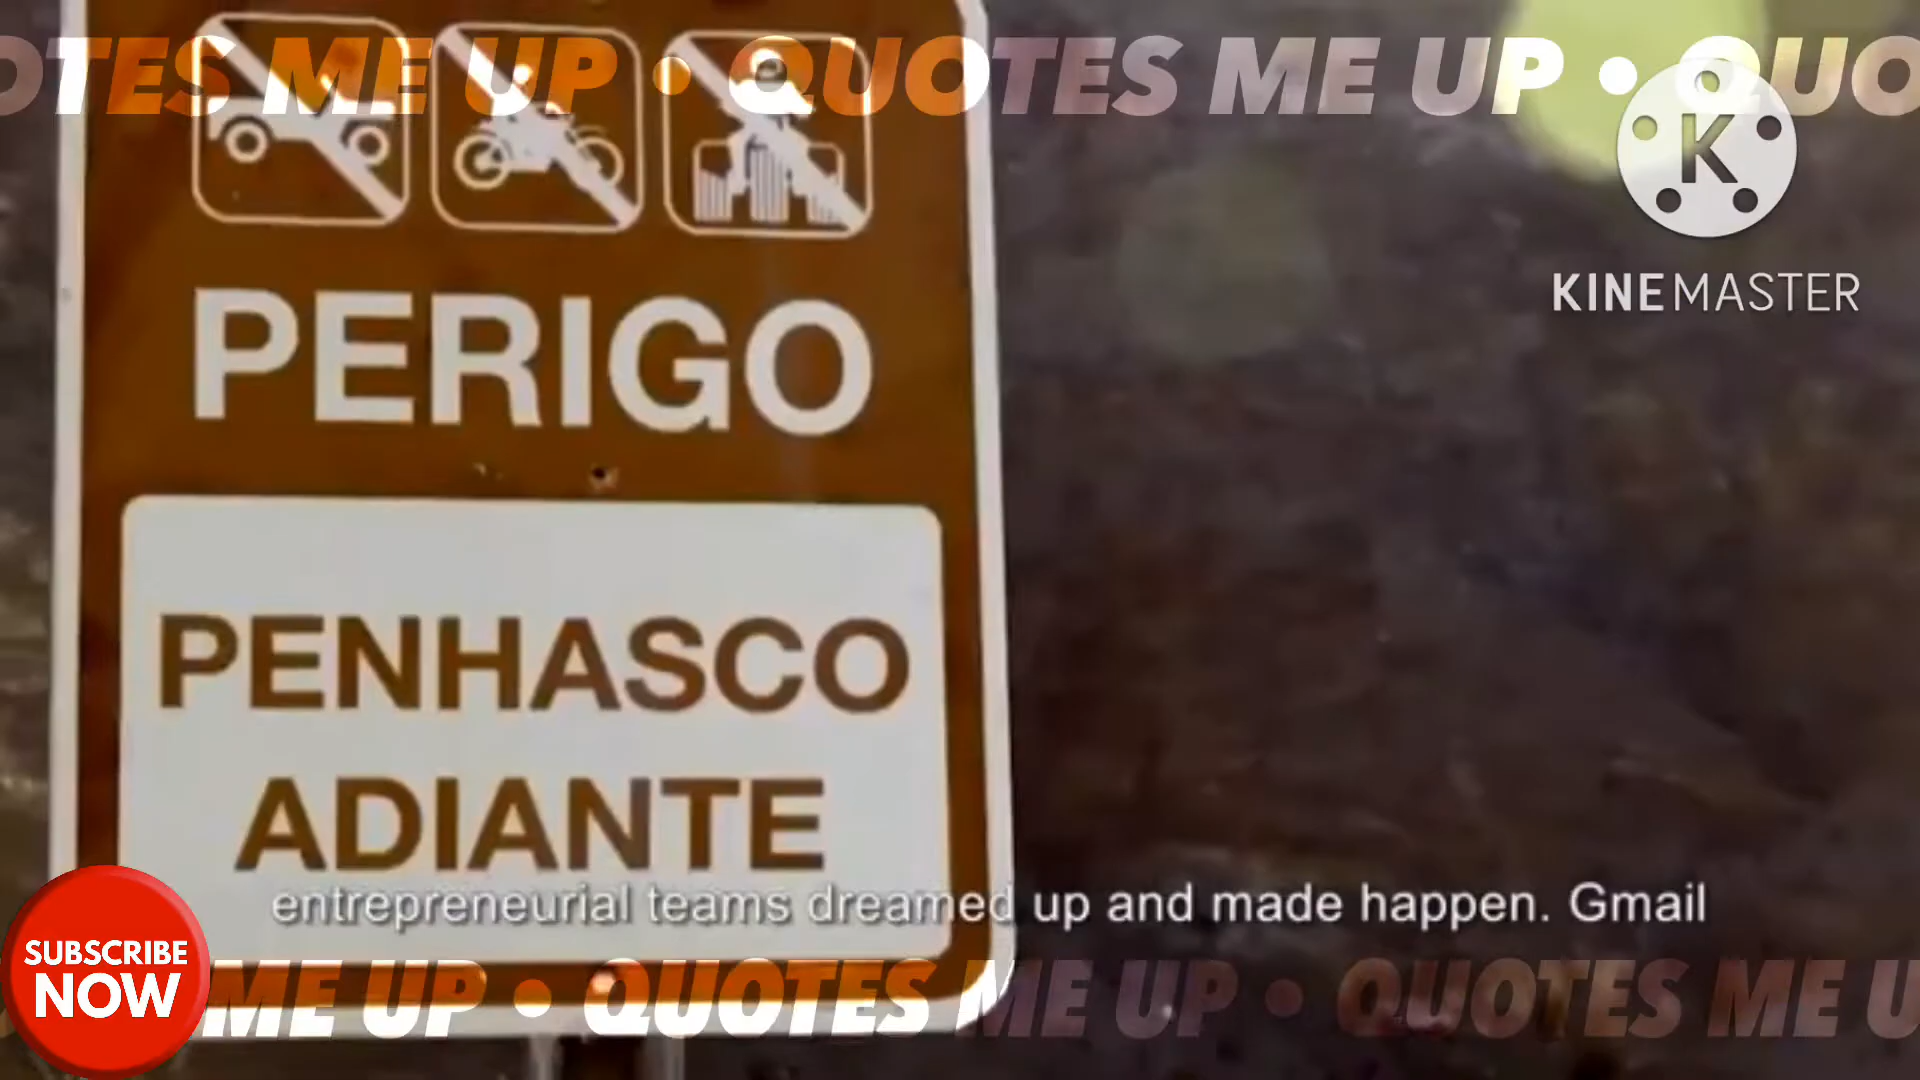 OTES ME UP • QUOTES ME UP • QUO
K
KINEMASTER
PERIGO
PENHASCO
ADIANTE
entrepreneurial teams dreamed up and made happen. Gmail
SUBSCRIBE
NOW
ME UP • QUOTES ME UP • QUOTES ME U